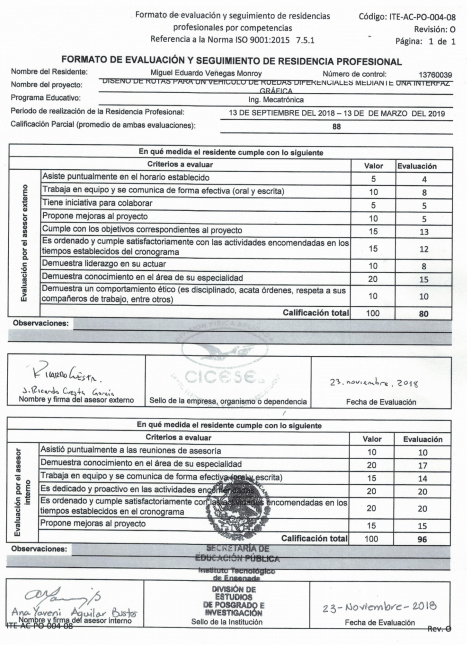 Formato de evaluación y seguimiento de residencias
profesionales por competencias
Referencia a la Norma ISO 9001:2015 7.5.1
Código: ITE-AC-PO-004-08
Revisión: O
Página: 1 de 1
FORMATO DE EVALUACIÓN Y SEGUIMIENTO DE RESIDENCIA PROFESIONAL
Nombre del Residente: Miguel Eduardo Venegas Monroy Número de control: 13760039
Nombre del proyecto: DISEÑO DE RUTAS PARA UN VEHÍCULO DE RUEDAS DIFERENCIALES MEDIANTE UNA INTERFAZ
GRÁFICA
Programa Educativo: Ing. Mecatrónica
Periodo de realización de la Residencia Profesional: 13 DE SEPTIEMBRE DEL 2018 – 13 DE DE MARZO DEL 2019
Calificación Parcial (promedio de ambas evaluaciones): 88
En qué medida el residente cumple con lo siguiente
Criterios a evaluar Valor Evaluación
Evaluación por el asesor externo
Asiste puntualmente en el horario establecido 5 4
Trabaja en equipo y se comunica de forma efectiva (oral y escrita) 10 8
Tiene iniciativa para colaborar 5 5
Propone mejoras al proyecto 10 5
Cumple con los objetivos correspondientes al proyecto 15 13
Es ordenado y cumple satisfactoriamente con las actividades encomendadas en los
tiempos establecidos del cronograma 15 12
Demuestra liderazgo en su actuar 10 8
Demuestra conocimiento en el área de su especialidad 20 15
Demuestra un comportamiento ético (es disciplinado, acata órdenes, respeta a sus
compañeros de trabajo, entre otros) 10 10
Calificación total 100 80
Observaciones:
CICESE
J. Ricardo Cuesta García
23, noviembre, 2018
Nombre y firma del asesor externo Sello de la empresa, organismo o dependencia Fecha de Evaluación
En qué medida el residente cumple con lo siguiente
Criterios a evaluar Valor Evaluación
Evaluación por el asesor interno
Asistió puntualmente a las reuniones de asesoría 10 10
Demuestra conocimiento en el área de su especialidad 20 17
Trabaja en equipo y se comunica de forma efectiva (oral y escrita) 15 14
Es dedicado y proactivo en las actividades encomendadas 20 20
Es ordenado y cumple satisfactoriamente con las actividades encomendadas en los
tiempos establecidos en el cronograma 20 20
Propone mejoras al proyecto 15 15
Calificación total 100 96
Observaciones:
SECRETARÍA DE
EDUCACIÓN PÚBLICA
Instituto Tecnológico
de Ensenada
DIVISIÓN DE
ESTUDIOS
DE POSGRADO E
INVESTIGACIÓN
Ana Yaveni Aguilar Bustos
23-Noviembre-2018
Nombre y firma del asesor interno Sello de la Institución Fecha de Evaluación
ITE-AC-PO-004-08 Rev. O